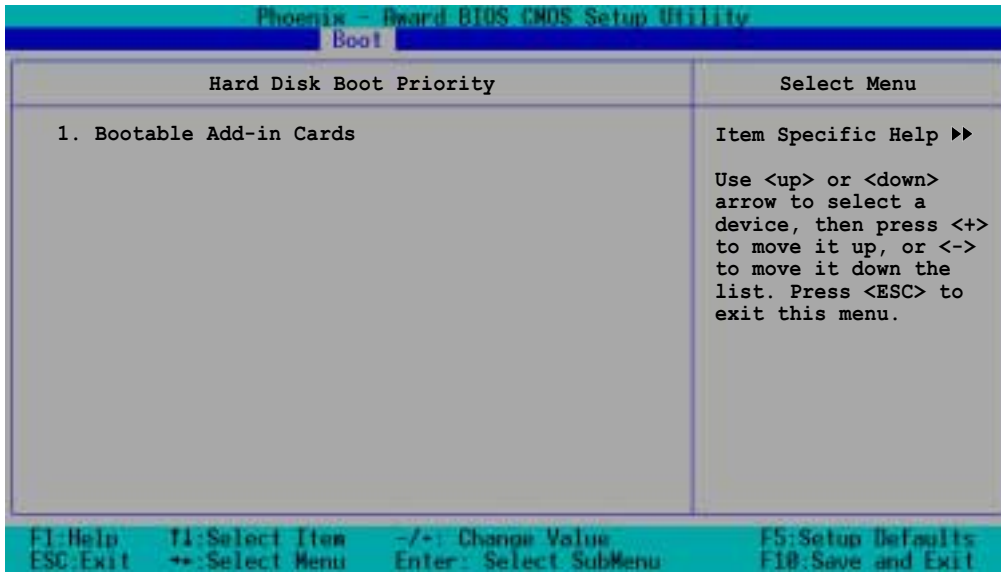 Phoenix - Award BIOS CMOS Setup Utility
Boot
Hard Disk Boot Priority
Select Menu
1. Bootable Add-in Cards
Item Specific Help ▶▶
Use <up> or <down>
arrow to select a
device, then press <+>
to move it up, or <->
to move it down the
list. Press <ESC> to
exit this menu.
F1:Help ↑↓:Select Item -/+: Change Value F5:Setup Defaults
ESC:Exit ←→:Select Menu Enter: Select SubMenu F10:Save and Exit